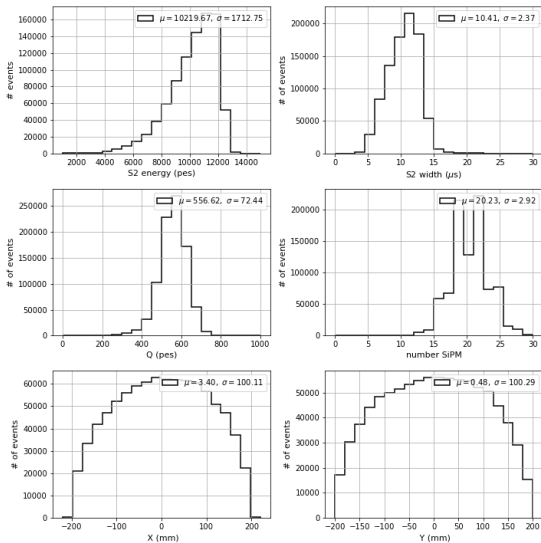 μ = 10219.67, σ = 1712.75
160000
140000
120000
100000
80000
60000
40000
20000
0
# events
2000 4000 6000 8000 10000 12000 14000
S2 energy (pes)
μ = 10.41, σ = 2.37
200000
150000
100000
50000
0
# of events
0 5 10 15 20 25 30
S2 width (μs)
μ = 556.62, σ = 72.44
250000
200000
150000
100000
50000
0
# of events
0 200 400 600 800 1000
Q (pes)
μ = 20.23, σ = 2.92
200000
150000
100000
50000
0
# of events
0 5 10 15 20 25 30
number SiPM
μ = 3.40, σ = 100.11
60000
50000
40000
30000
20000
10000
0
# of events
−200 −100 0 100 200
X (mm)
μ = 0.48, σ = 100.29
50000
40000
30000
20000
10000
0
# of events
−200 −150 −100 −50 0 50 100 150 200
Y (mm)